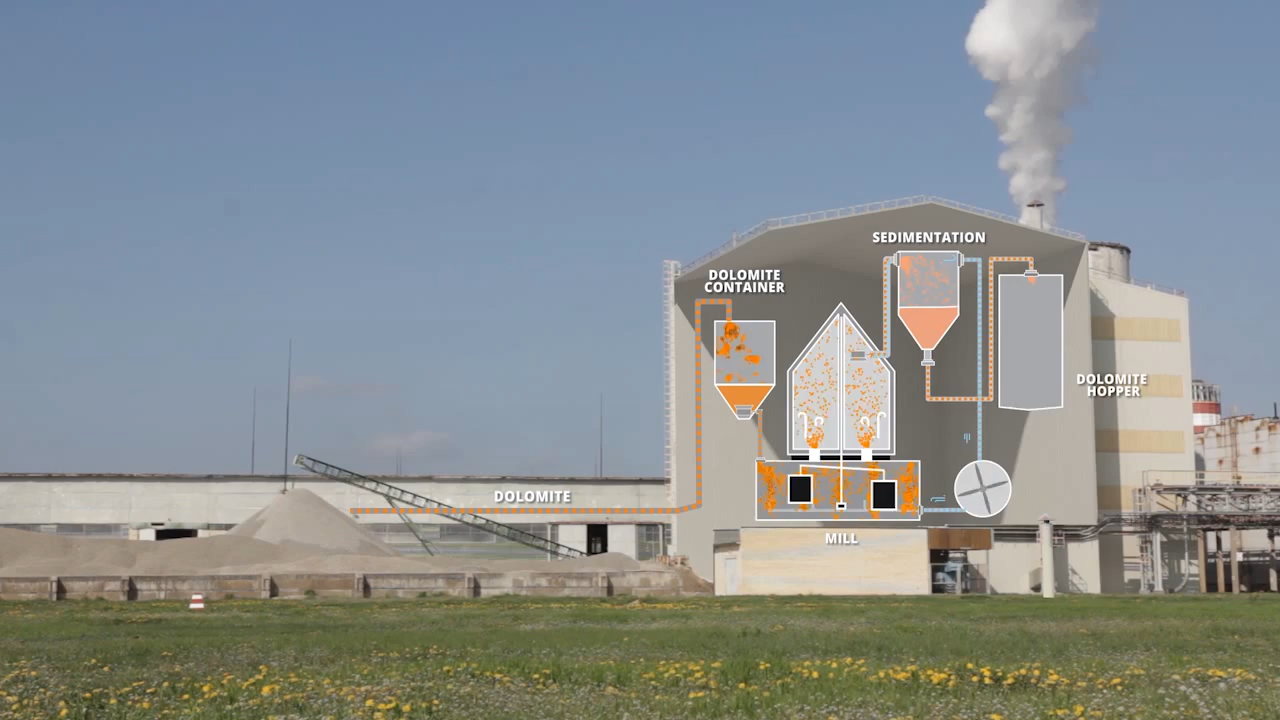 SEDIMENTATION
DOLOMITE
CONTAINER
DOLOMITE
HOPPER
DOLOMITE
MILL